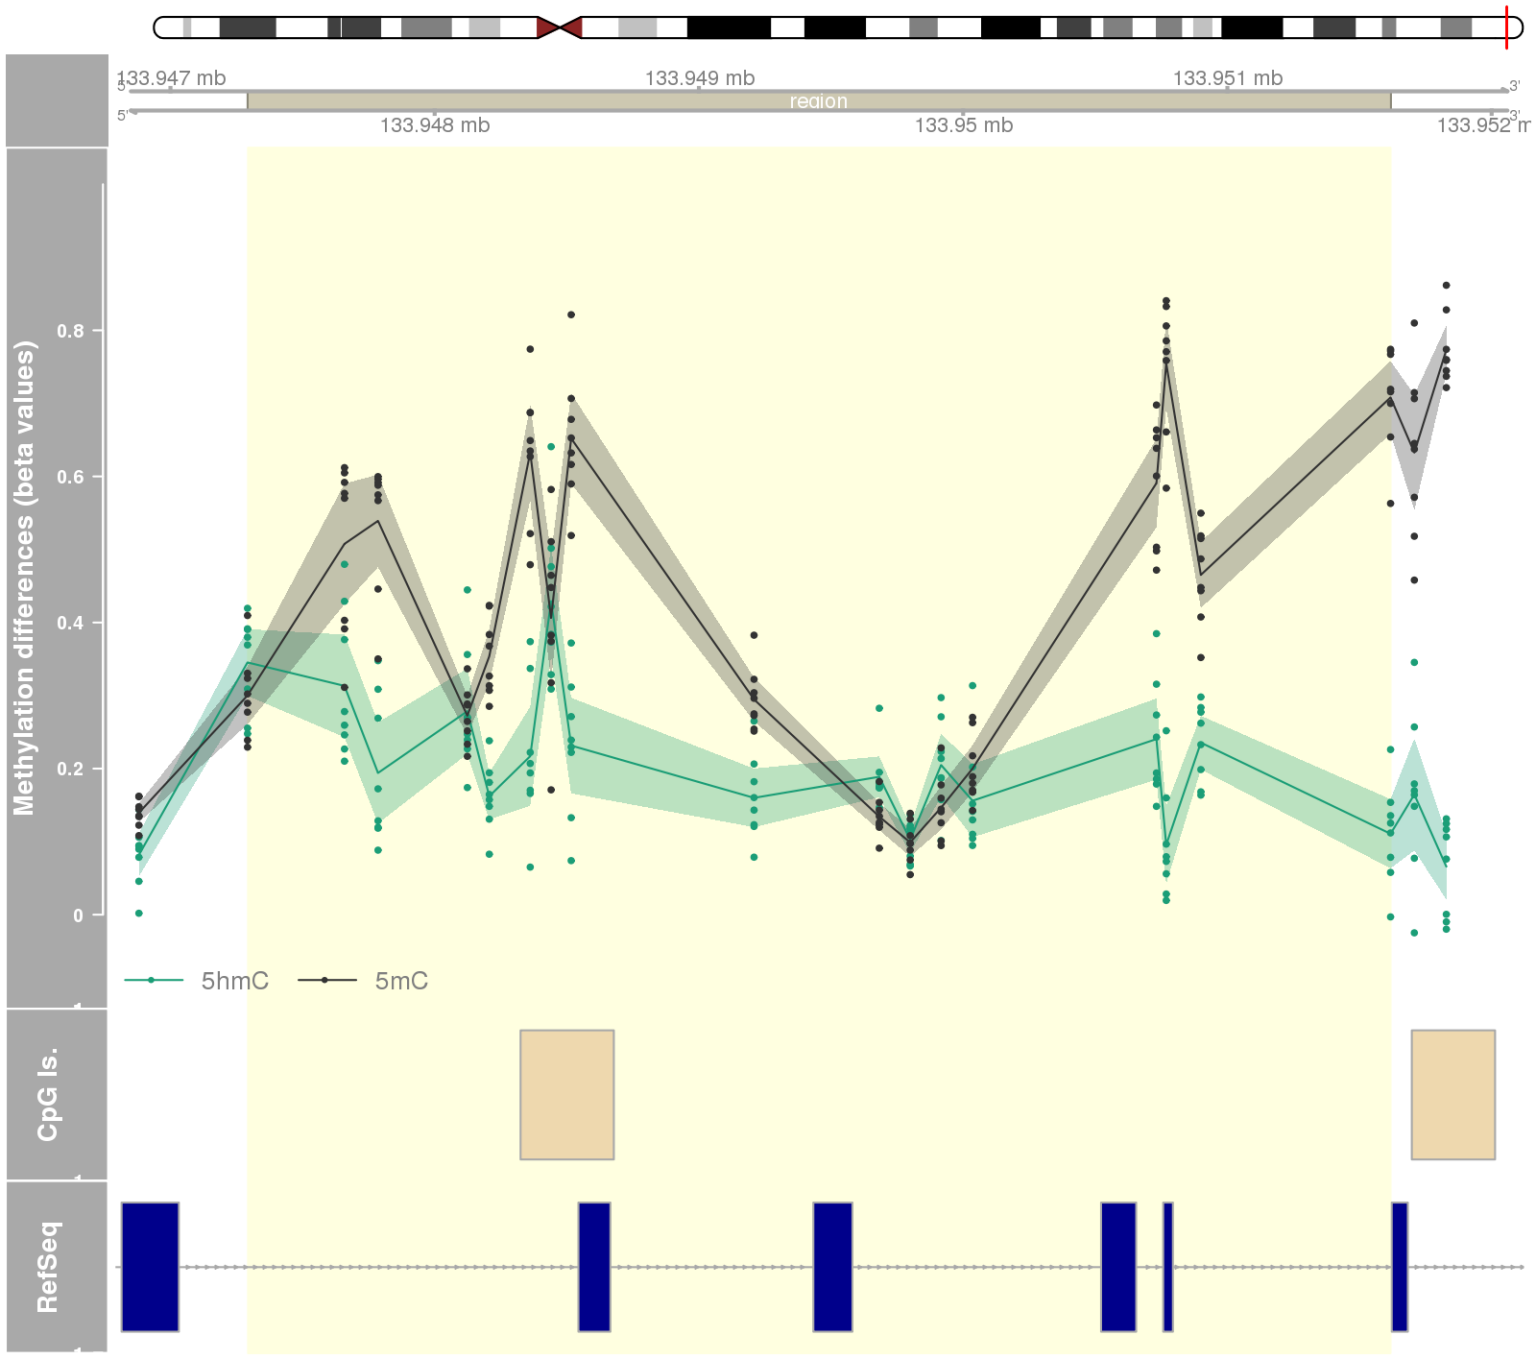 133.947 mb
133.949 mb
133.951 mb
5'
3'
region
5'
3'
133.948 mb
133.95 mb
133.952 m
Methylation differences (beta values)
0.8
0.6
0.4
0.2
0
5hmC
5mC
CpG Is.
RefSeq